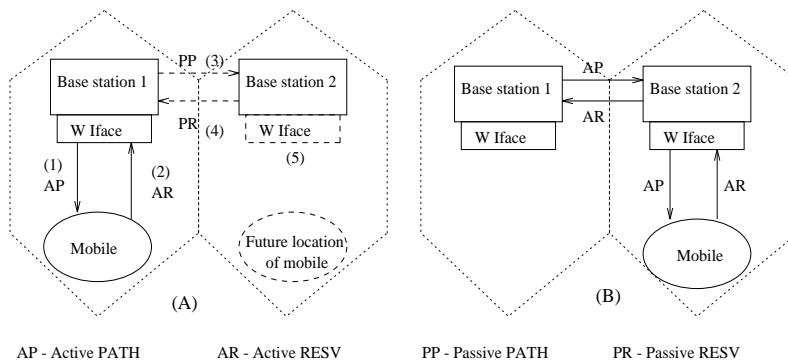 PP (3)
Base station 1
Base station 2
PR
(4)
W Iface
W Iface
(5)
(1)
AP
(2)
AR
Mobile
Future location
of mobile
(A)
AP
Base station 1
Base station 2
AR
W Iface
W Iface
AP
AR
Mobile
(B)
AP - Active PATH
AR - Active RESV
PP - Passive PATH
PR - Passive RESV